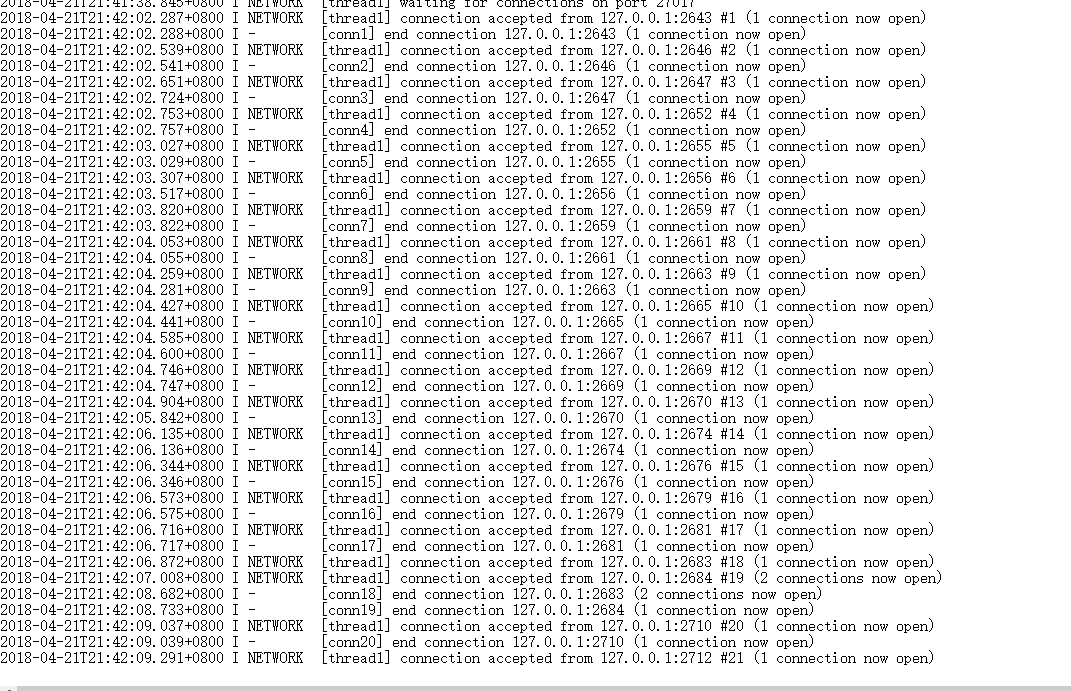 2018-04-21T21:41:38.845+0800 I NETWORK  [thread1] waiting for connections on port 27017
2018-04-21T21:42:02.287+0800 I NETWORK  [thread1] connection accepted from 127.0.0.1:2643 #1 (1 connection now open)
2018-04-21T21:42:02.288+0800 I -        [conn1] end connection 127.0.0.1:2643 (1 connection now open)
2018-04-21T21:42:02.539+0800 I NETWORK  [thread1] connection accepted from 127.0.0.1:2646 #2 (1 connection now open)
2018-04-21T21:42:02.541+0800 I -        [conn2] end connection 127.0.0.1:2646 (1 connection now open)
2018-04-21T21:42:02.651+0800 I NETWORK  [thread1] connection accepted from 127.0.0.1:2647 #3 (1 connection now open)
2018-04-21T21:42:02.724+0800 I -        [conn3] end connection 127.0.0.1:2647 (1 connection now open)
2018-04-21T21:42:02.753+0800 I NETWORK  [thread1] connection accepted from 127.0.0.1:2652 #4 (1 connection now open)
2018-04-21T21:42:02.757+0800 I -        [conn4] end connection 127.0.0.1:2652 (1 connection now open)
2018-04-21T21:42:03.027+0800 I NETWORK  [thread1] connection accepted from 127.0.0.1:2655 #5 (1 connection now open)
2018-04-21T21:42:03.029+0800 I -        [conn5] end connection 127.0.0.1:2655 (1 connection now open)
2018-04-21T21:42:03.307+0800 I NETWORK  [thread1] connection accepted from 127.0.0.1:2656 #6 (1 connection now open)
2018-04-21T21:42:03.517+0800 I -        [conn6] end connection 127.0.0.1:2656 (1 connection now open)
2018-04-21T21:42:03.820+0800 I NETWORK  [thread1] connection accepted from 127.0.0.1:2659 #7 (1 connection now open)
2018-04-21T21:42:03.822+0800 I -        [conn7] end connection 127.0.0.1:2659 (1 connection now open)
2018-04-21T21:42:04.053+0800 I NETWORK  [thread1] connection accepted from 127.0.0.1:2661 #8 (1 connection now open)
2018-04-21T21:42:04.055+0800 I -        [conn8] end connection 127.0.0.1:2661 (1 connection now open)
2018-04-21T21:42:04.259+0800 I NETWORK  [thread1] connection accepted from 127.0.0.1:2663 #9 (1 connection now open)
2018-04-21T21:42:04.281+0800 I -        [conn9] end connection 127.0.0.1:2663 (1 connection now open)
2018-04-21T21:42:04.427+0800 I NETWORK  [thread1] connection accepted from 127.0.0.1:2665 #10 (1 connection now open)
2018-04-21T21:42:04.441+0800 I -        [conn10] end connection 127.0.0.1:2665 (1 connection now open)
2018-04-21T21:42:04.585+0800 I NETWORK  [thread1] connection accepted from 127.0.0.1:2667 #11 (1 connection now open)
2018-04-21T21:42:04.600+0800 I -        [conn11] end connection 127.0.0.1:2667 (1 connection now open)
2018-04-21T21:42:04.746+0800 I NETWORK  [thread1] connection accepted from 127.0.0.1:2669 #12 (1 connection now open)
2018-04-21T21:42:04.747+0800 I -        [conn12] end connection 127.0.0.1:2669 (1 connection now open)
2018-04-21T21:42:04.904+0800 I NETWORK  [thread1] connection accepted from 127.0.0.1:2670 #13 (1 connection now open)
2018-04-21T21:42:05.842+0800 I -        [conn13] end connection 127.0.0.1:2670 (1 connection now open)
2018-04-21T21:42:06.135+0800 I NETWORK  [thread1] connection accepted from 127.0.0.1:2674 #14 (1 connection now open)
2018-04-21T21:42:06.136+0800 I -        [conn14] end connection 127.0.0.1:2674 (1 connection now open)
2018-04-21T21:42:06.344+0800 I NETWORK  [thread1] connection accepted from 127.0.0.1:2676 #15 (1 connection now open)
2018-04-21T21:42:06.346+0800 I -        [conn15] end connection 127.0.0.1:2676 (1 connection now open)
2018-04-21T21:42:06.573+0800 I NETWORK  [thread1] connection accepted from 127.0.0.1:2679 #16 (1 connection now open)
2018-04-21T21:42:06.575+0800 I -        [conn16] end connection 127.0.0.1:2679 (1 connection now open)
2018-04-21T21:42:06.716+0800 I NETWORK  [thread1] connection accepted from 127.0.0.1:2681 #17 (1 connection now open)
2018-04-21T21:42:06.717+0800 I -        [conn17] end connection 127.0.0.1:2681 (1 connection now open)
2018-04-21T21:42:06.872+0800 I NETWORK  [thread1] connection accepted from 127.0.0.1:2683 #18 (1 connection now open)
2018-04-21T21:42:07.008+0800 I NETWORK  [thread1] connection accepted from 127.0.0.1:2684 #19 (2 connections now open)
2018-04-21T21:42:08.682+0800 I -        [conn18] end connection 127.0.0.1:2683 (2 connections now open)
2018-04-21T21:42:08.733+0800 I -        [conn19] end connection 127.0.0.1:2684 (1 connection now open)
2018-04-21T21:42:09.037+0800 I NETWORK  [thread1] connection accepted from 127.0.0.1:2710 #20 (1 connection now open)
2018-04-21T21:42:09.039+0800 I -        [conn20] end connection 127.0.0.1:2710 (1 connection now open)
2018-04-21T21:42:09.291+0800 I NETWORK  [thread1] connection accepted from 127.0.0.1:2712 #21 (1 connection now open)